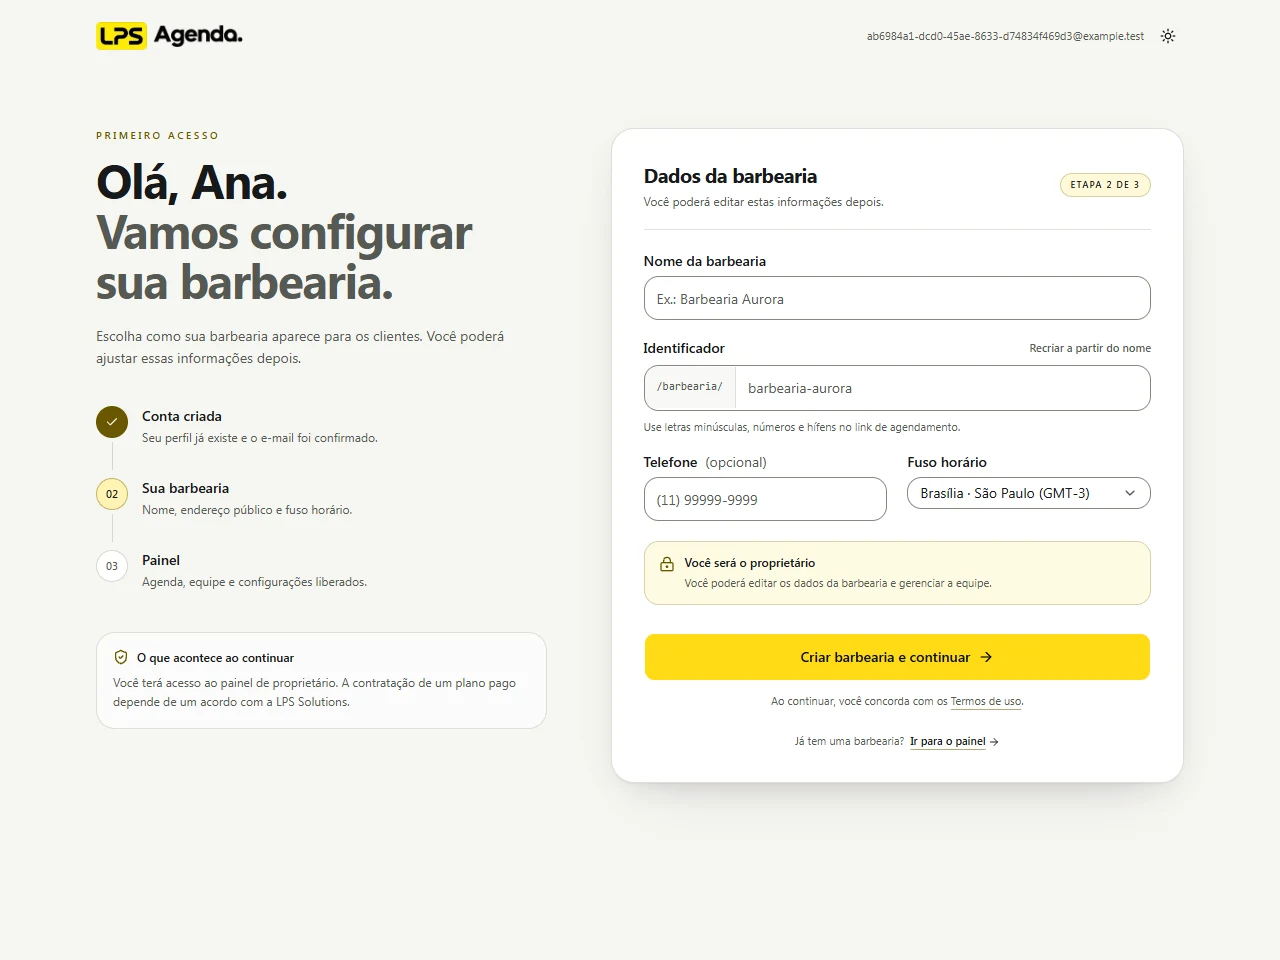 LPS Agenda.
ab6984a1-dcd0-45ae-8633-d74834f469d3@example.test
PRIMEIRO ACESSO
Olá, Ana.
Vamos configurar
sua barbearia.
Escolha como sua barbearia aparece para os clientes. Você poderá
ajustar essas informações depois.
Conta criada
Seu perfil já existe e o e-mail foi confirmado.
02
Sua barbearia
Nome, endereço público e fuso horário.
03
Painel
Agenda, equipe e configurações liberados.
O que acontece ao continuar
Você terá acesso ao painel de proprietário. A contratação de um plano pago
depende de um acordo com a LPS Solutions.
Dados da barbearia
Você poderá editar estas informações depois.
ETAPA 2 DE 3
Nome da barbearia
Ex.: Barbearia Aurora
Identificador
Recriar a partir do nome
/barbearia/
barbearia-aurora
Use letras minúsculas, números e hífens no link de agendamento.
Telefone (opcional)
(11) 99999-9999
Fuso horário
Brasília · São Paulo (GMT-3)
Você será o proprietário
Você poderá editar os dados da barbearia e gerenciar a equipe.
Criar barbearia e continuar →
Ao continuar, você concorda com os Termos de uso.
Já tem uma barbearia? Ir para o painel →